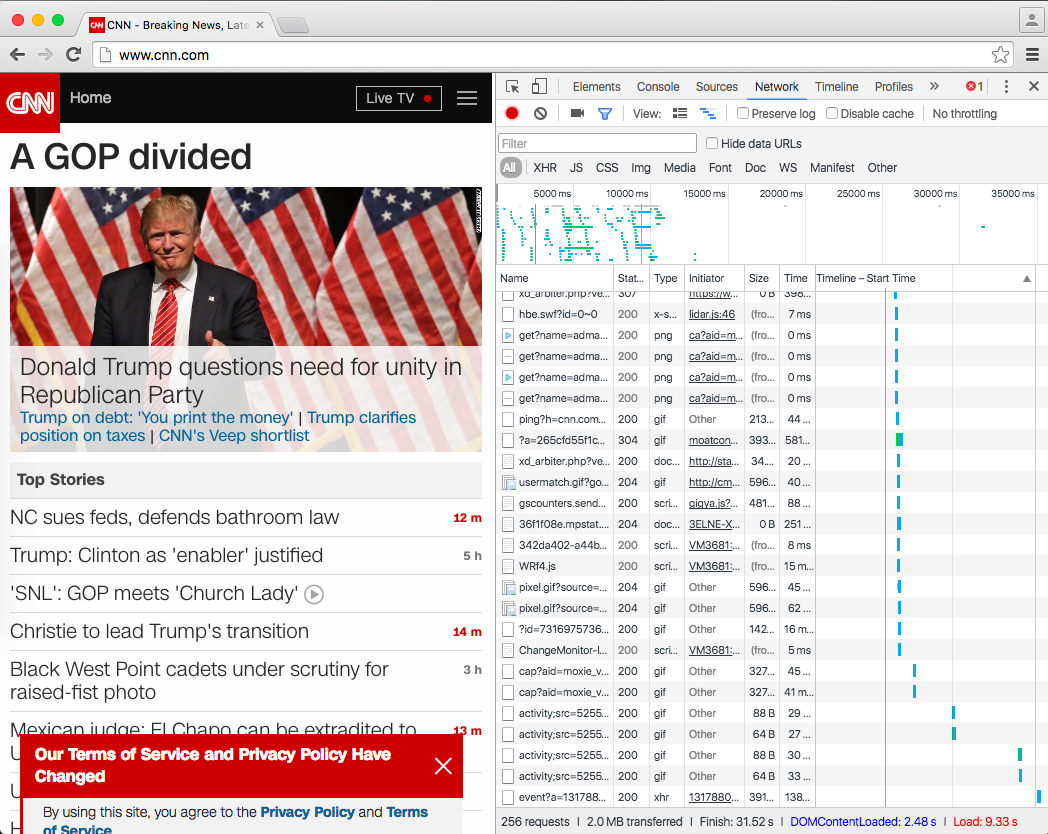 CNN - Breaking News, Late
www.cnn.com
CNN
Home
Live TV
A GOP divided
Donald Trump questions need for unity in
Republican Party
Trump on debt: 'You print the money' | Trump clarifies
position on taxes | CNN's Veep shortlist
Top Stories
NC sues feds, defends bathroom law 12 m
Trump: Clinton as 'enabler' justified 5 h
'SNL': GOP meets 'Church Lady'
Christie to lead Trump's transition 14 m
Black West Point cadets under scrutiny for 3 h
raised-fist photo
Mexican judge: El Chapo can be extradited to 13 m
Our Terms of Service and Privacy Policy Have
Changed
By using this site, you agree to the Privacy Policy and Terms
of Service
Elements Console Sources Network Timeline Profiles » 1
View: Preserve log Disable cache No throttling
Filter Hide data URLs
All XHR JS CSS Img Media Font Doc WS Manifest Other
5000 ms 10000 ms 15000 ms 20000 ms 25000 ms 30000 ms 35000 ms
Name Stat... Type Initiator Size Time Timeline – Start Time
xd_arbiter.php?ve... 307 https://w... 0 B 398...
hbe.swf?id=0~0 200 x-s... lidar.js:46 (fro... 7 ms
get?name=adma... 200 png ca?aid=m... (fro... 0 ms
get?name=adma... 200 png ca?aid=m... (fro... 0 ms
get?name=adma... 200 png ca?aid=m... (fro... 0 ms
get?name=adma... 200 png ca?aid=m... (fro... 0 ms
ping?h=cnn.com... 200 gif Other 213... 44 ...
?a=265cfd55f1c... 304 gif moatcon... 393... 581...
xd_arbiter.php?ve... 200 doc... http://sta... 34.... 20 ...
usermatch.gif?go... 200 gif http://cm... 596... 40 ...
gscounters.send... 200 scri... gigya.js?... 481... 88 ...
36f1f08e.mpstat... 204 doc... 3ELNE-X... 0 B 251...
342da402-a44b... 200 scri... VM3681:... (fro... 8 ms
WRf4.js 200 scri... VM3681:... (fro... 15 m...
pixel.gif?source=... 204 gif Other 596... 45 ...
pixel.gif?source=... 204 gif Other 596... 62 ...
?id=7316975736... 200 gif Other 142... 16 m...
ChangeMonitor-l... 200 scri... VM3681:... (fro... 5 ms
cap?aid=moxie_v... 200 gif Other 327... 45 ...
cap?aid=moxie_v... 200 gif Other 327... 41 m...
activity;src=5255... 200 gif Other 88 B 29 ...
activity;src=5255... 200 gif Other 64 B 27 ...
activity;src=5255... 200 gif Other 88 B 30 ...
activity;src=5255... 200 gif Other 64 B 33 ...
event?a=131788... 200 xhr 1317880... 391... 138...
256 requests | 2.0 MB transferred | Finish: 31.52 s | DOMContentLoaded: 2.48 s | Load: 9.33 s